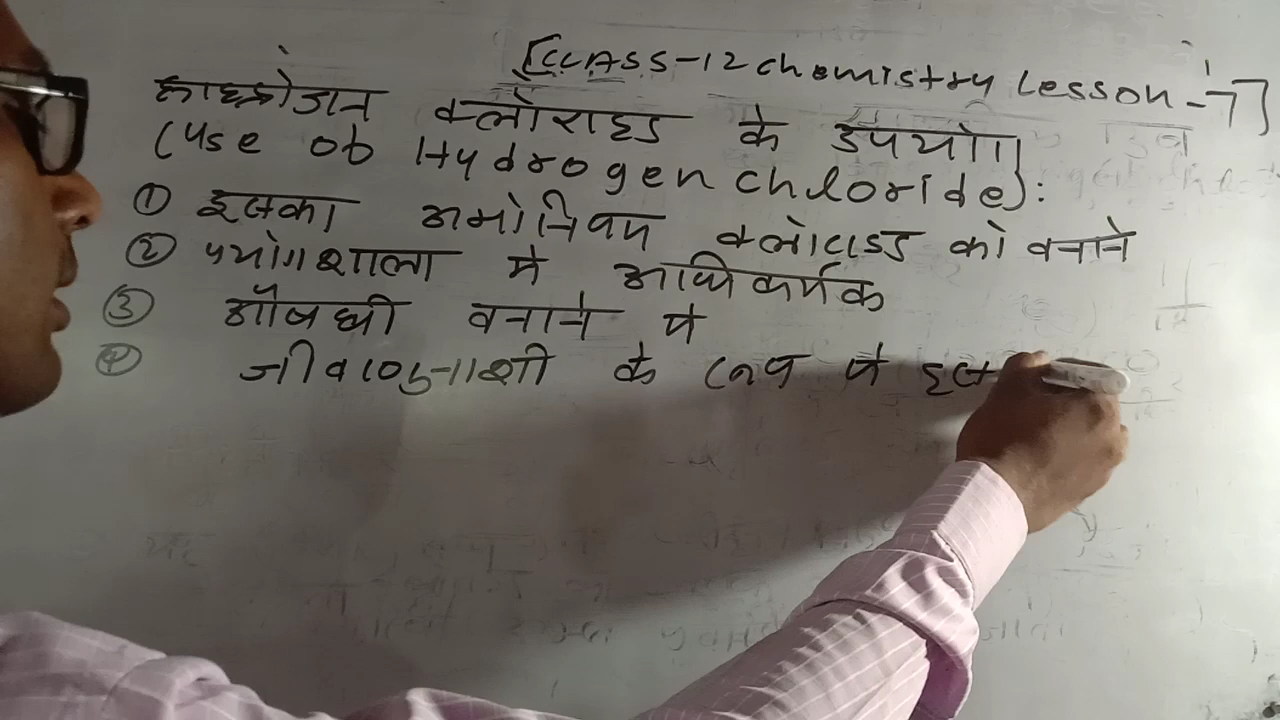 [CLASS-12 chemistry Lesson-7]
हाइड्रोजन क्लोराइड के उपयोग
(Use of Hydrogen chloride):
① इसका अमोनियम क्लोराइड को बनाने
② प्रयोगशाला मे अभिकर्मक
③ औषधी बनाने मे
④ जीवाणुनाशी के रूप मे